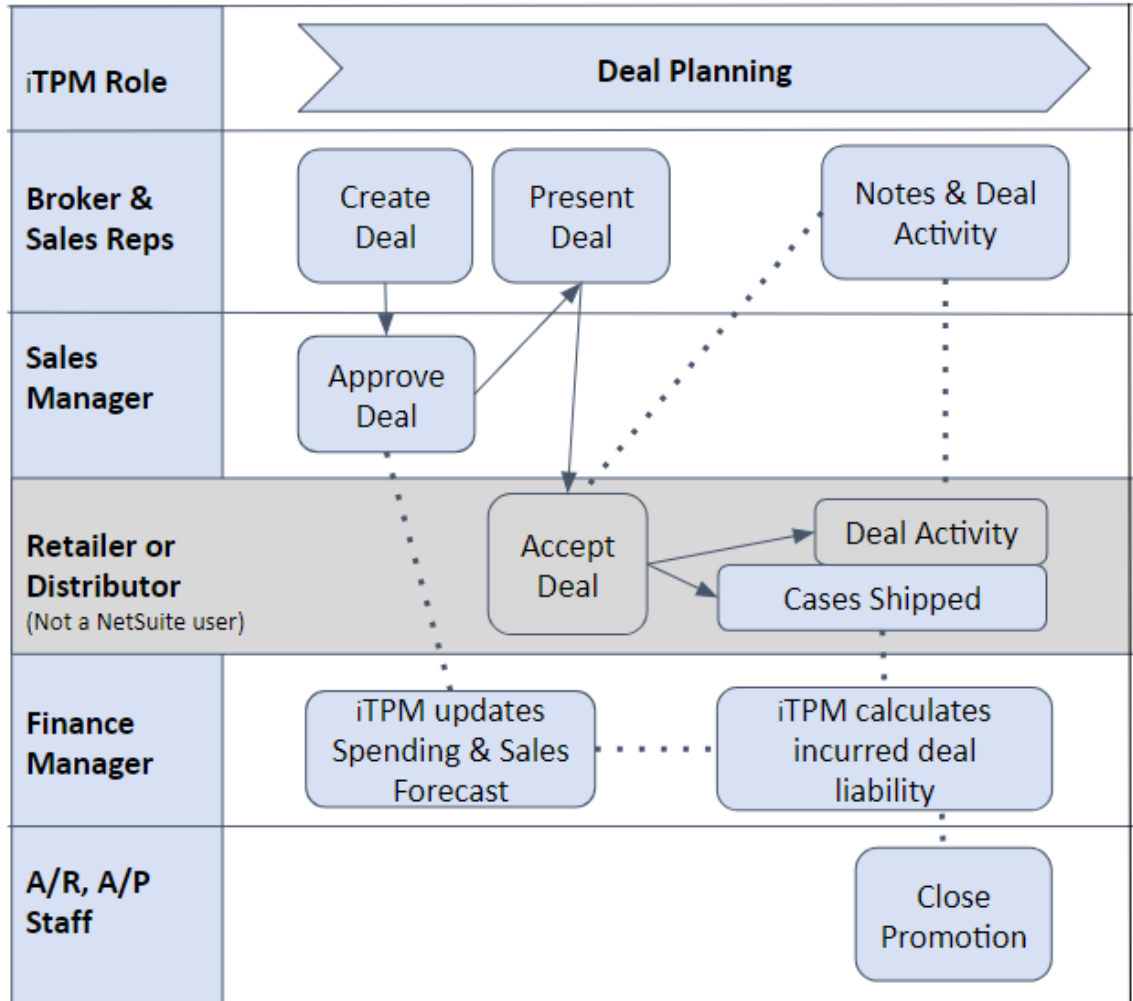 iTPM Role
Deal Planning
Broker &
Sales Reps
Create
Deal
Present
Deal
Notes & Deal
Activity
Sales
Manager
Approve
Deal
Retailer or
Distributor
(Not a NetSuite user)
Accept
Deal
Deal Activity
Cases Shipped
Finance
Manager
iTPM updates
Spending & Sales
Forecast
iTPM calculates
incurred deal
liability
A/R, A/P
Staff
Close
Promotion